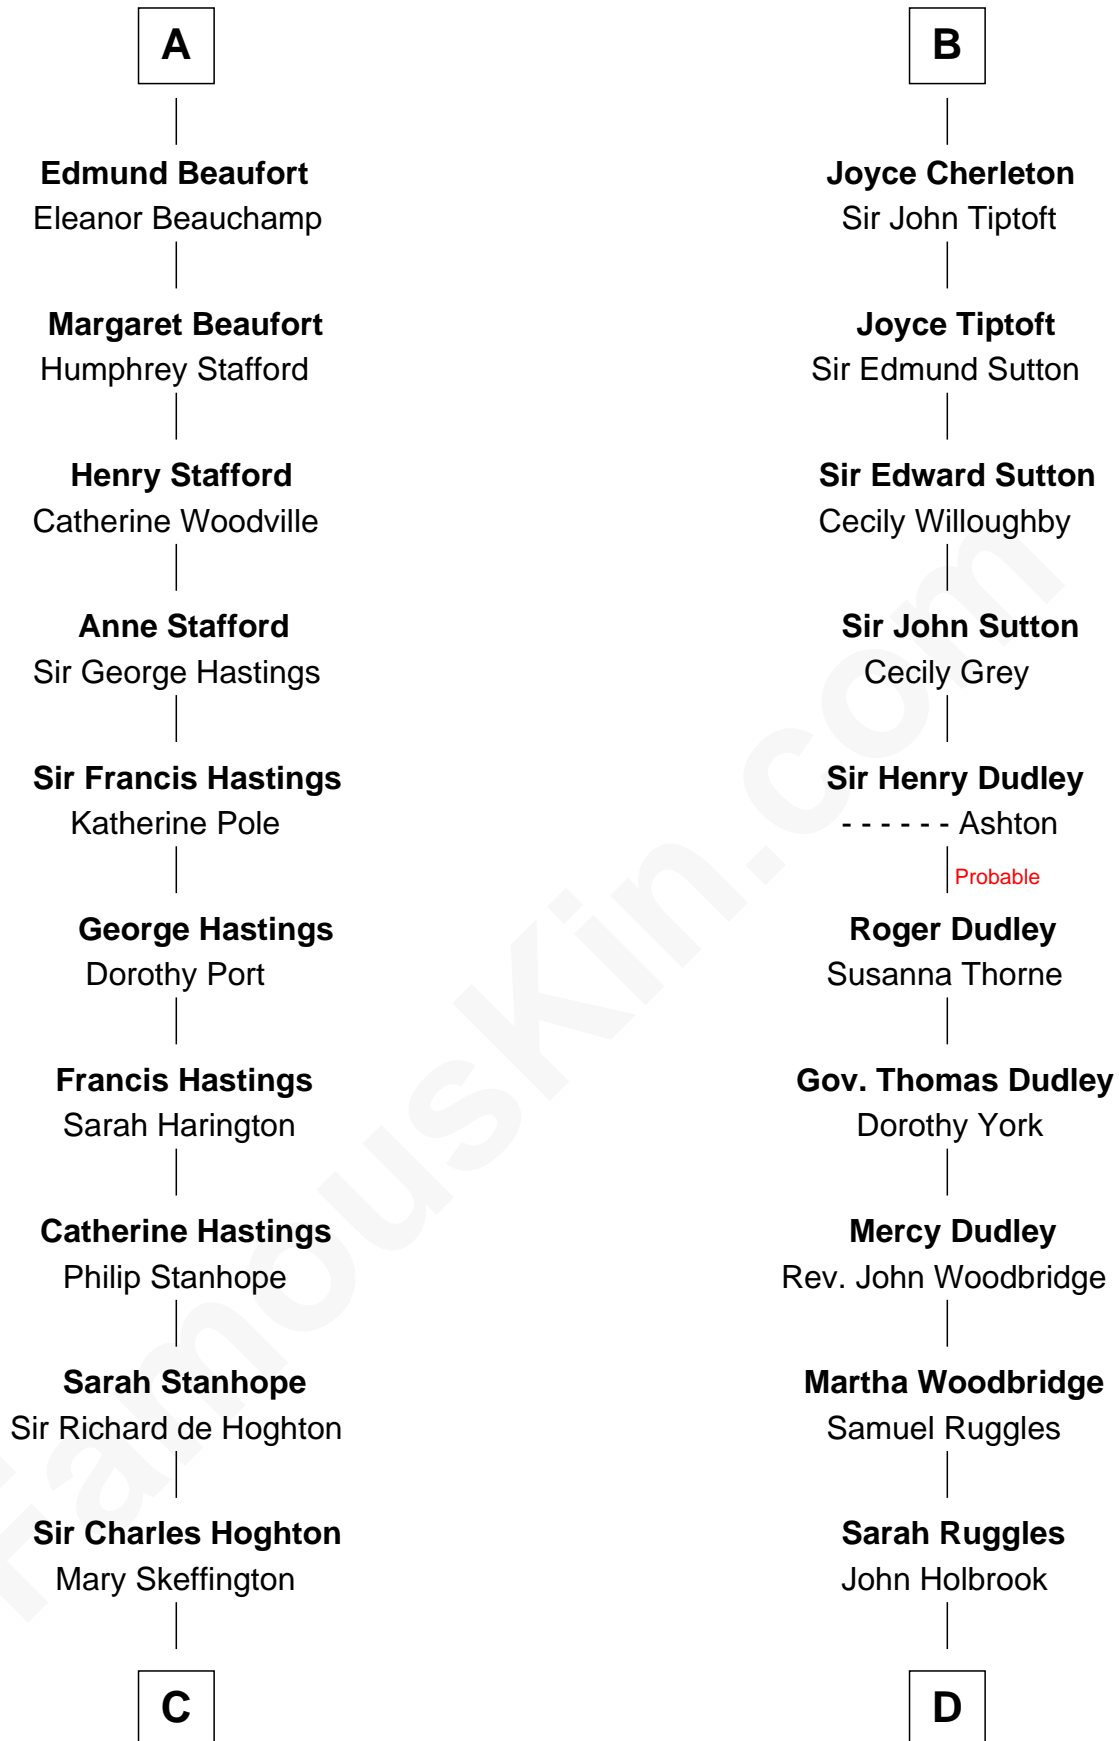 A
Edmund Beaufort
Eleanor Beauchamp
Margaret Beaufort
Humphrey Stafford
Henry Stafford
Catherine Woodville
Anne Stafford
Sir George Hastings
Sir Francis Hastings
Katherine Pole
George Hastings
Dorothy Port
Francis Hastings
Sarah Harington
Catherine Hastings
Philip Stanhope
Sarah Stanhope
Sir Richard de Hoghton
Sir Charles Hoghton
Mary Skeffington
C
B
Joyce Cherleton
Sir John Tiptoft
Joyce Tiptoft
Sir Edmund Sutton
Sir Edward Sutton
Cecily Willoughby
Sir John Sutton
Cecily Grey
Sir Henry Dudley
- - - - - - Ashton
Probable
Roger Dudley
Susanna Thorne
Gov. Thomas Dudley
Dorothy York
Mercy Dudley
Rev. John Woodbridge
Martha Woodbridge
Samuel Ruggles
Sarah Ruggles
John Holbrook
D
FamousKin.com